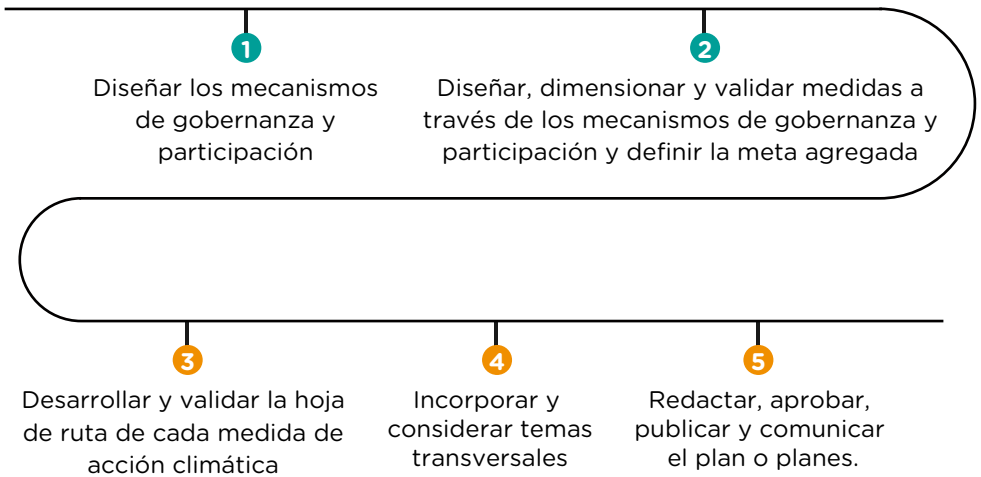 1
Diseñar los mecanismos
de gobernanza y
participación
2
Diseñar, dimensionar y validar medidas a
través de los mecanismos de gobernanza y
participación y definir la meta agregada
3
Desarrollar y validar la hoja
de ruta de cada medida de
acción climática
4
Incorporar y
considerar temas
transversales
5
Redactar, aprobar,
publicar y comunicar
el plan o planes.